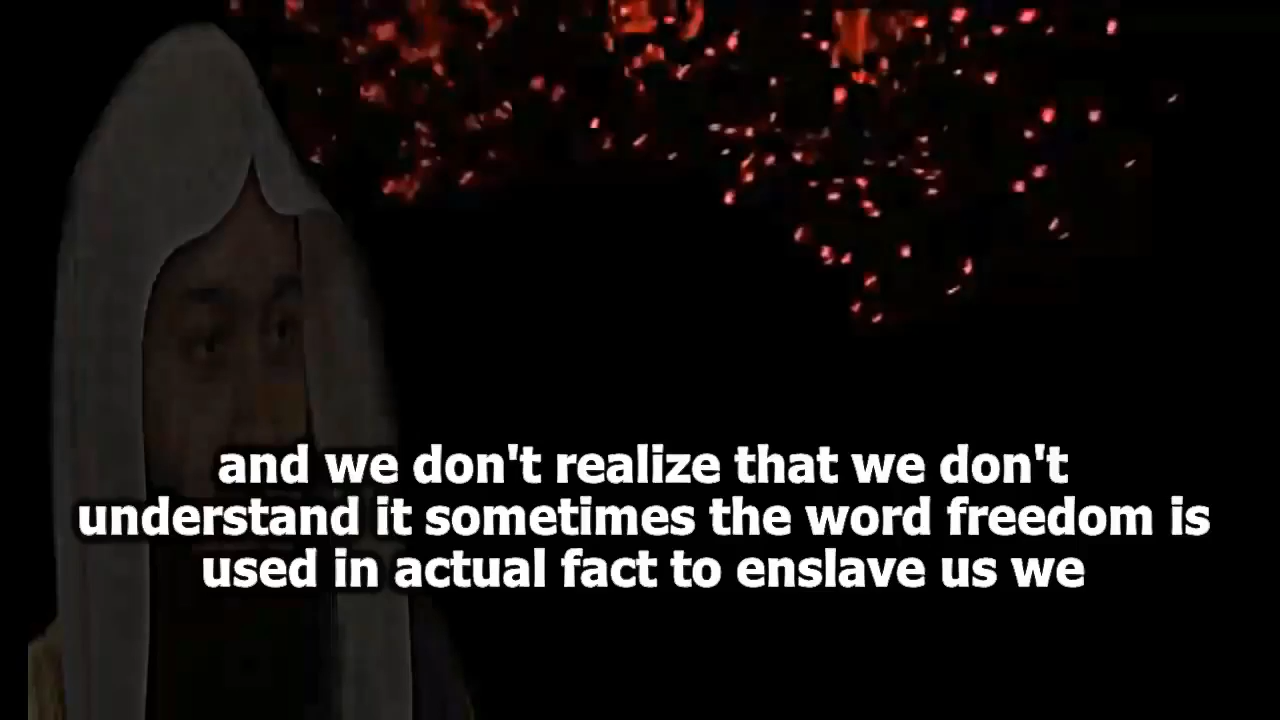 and we don't realize that we don't
understand it sometimes the word freedom is
used in actual fact to enslave us we